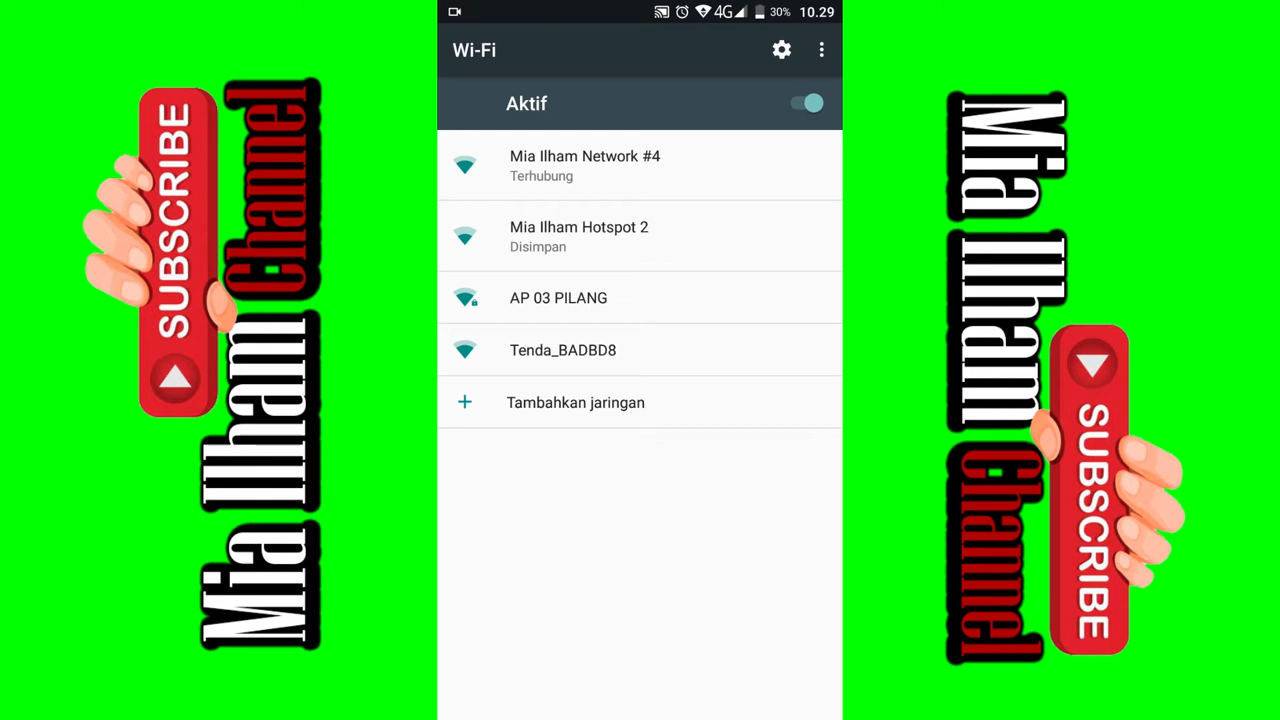 SUBSCRIBE
Mia Ilham Channel
4G 30% 10.29
Wi-Fi
Aktif
Mia Ilham Network #4
Terhubung
Mia Ilham Hotspot 2
Disimpan
AP 03 PILANG
Tenda_BADBD8
Tambahkan jaringan
Mia Ilham Channel
SUBSCRIBE